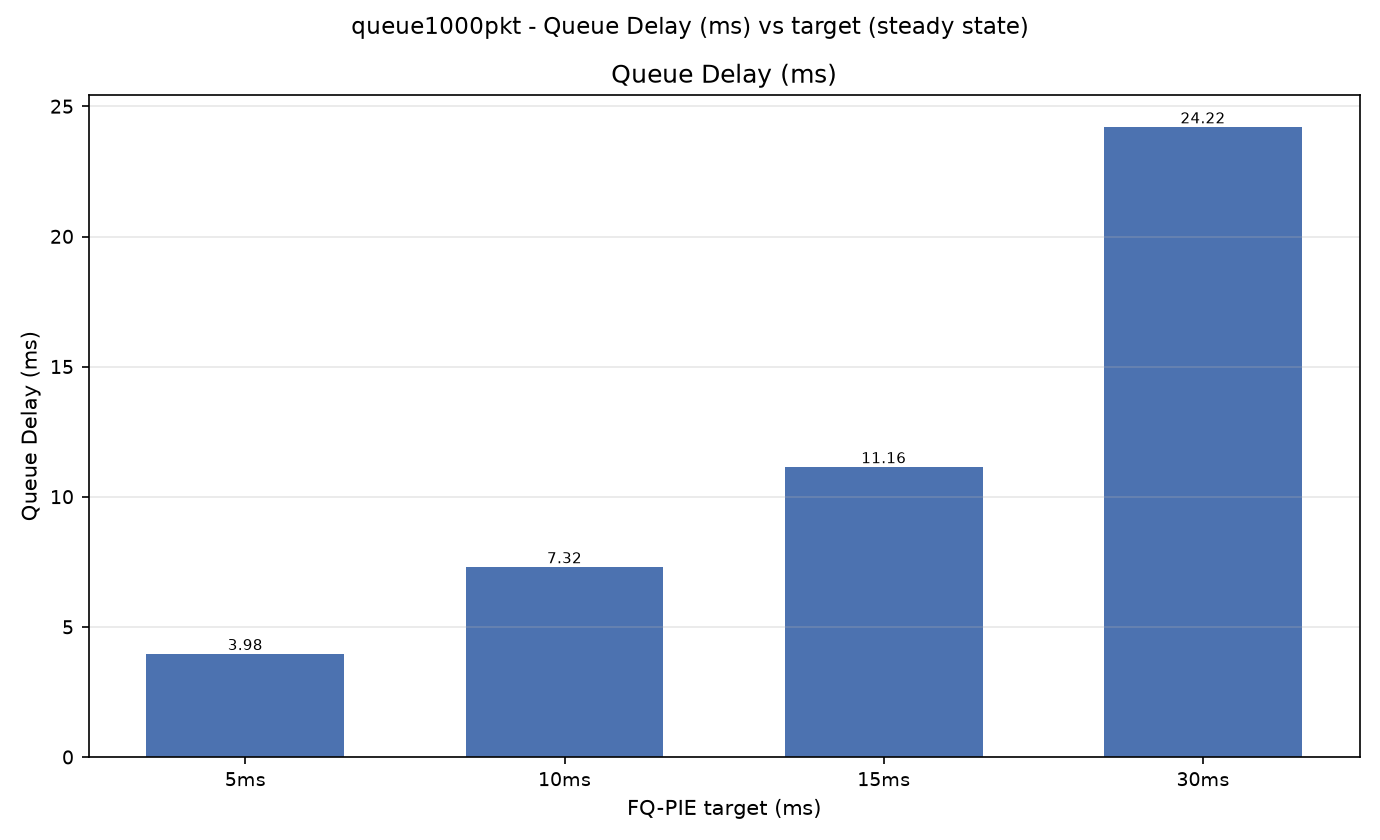 queue1000pkt - Queue Delay (ms) vs target (steady state)
Queue Delay (ms)
25
20
15
10
5
0
Queue Delay (ms)
3.98
7.32
11.16
24.22
5ms
10ms
15ms
30ms
FQ-PIE target (ms)